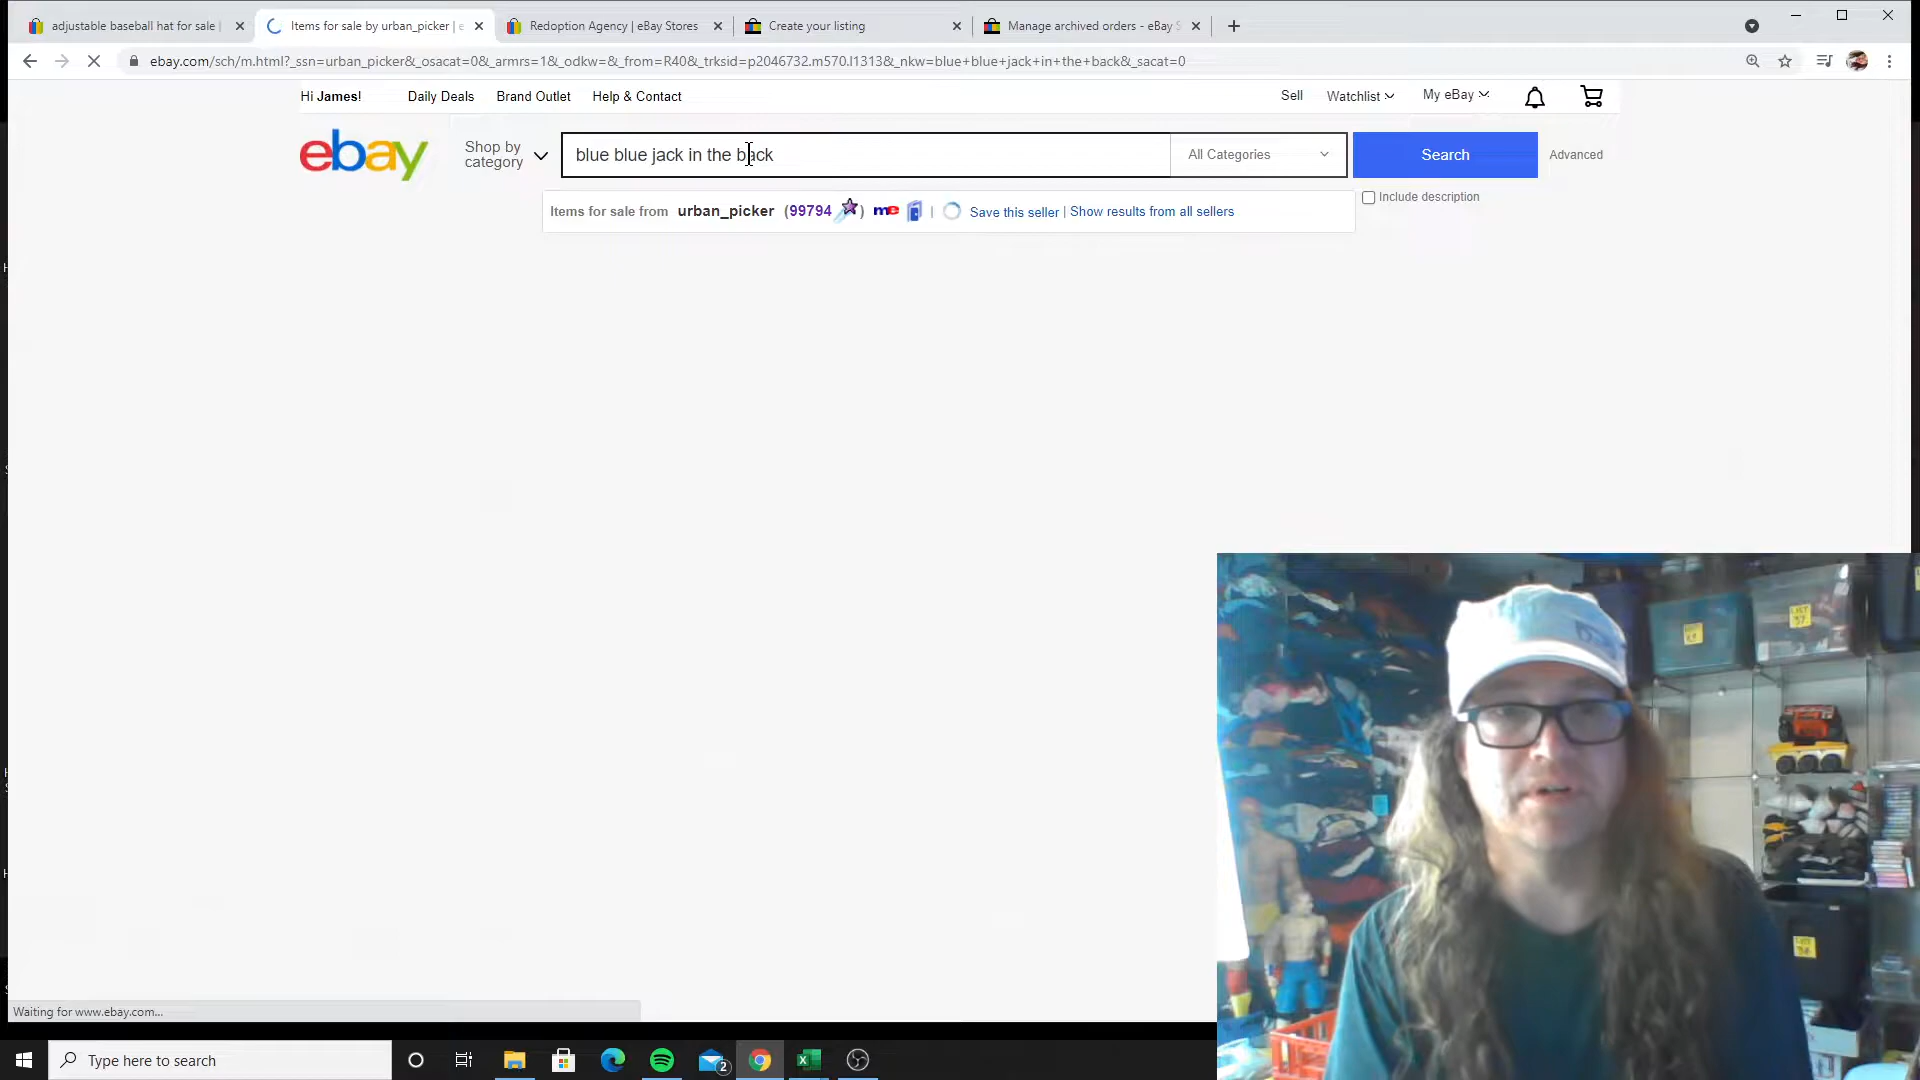 adjustable baseball hat for sale |
Items for sale by urban_picker | e
Redoption Agency | eBay Stores
Create your listing
Manage archived orders - eBay S
ebay.com/sch/m.html?_ssn=urban_picker&_osacat=0&_armrs=1&_odkw=&_from=R40&_trksid=p2046732.m570.l1313&_nkw=blue+blue+jack+in+the+back&_sacat=0
Hi James!
Daily Deals
Brand Outlet
Help & Contact
Sell
Watchlist
My eBay
ebay
Shop by
category
blue blue jack in the back
All Categories
Search
Advanced
Items for sale from urban_picker (99794) me | Save this seller | Show results from all sellers
Include description
Waiting for www.ebay.com...
Type here to search
2